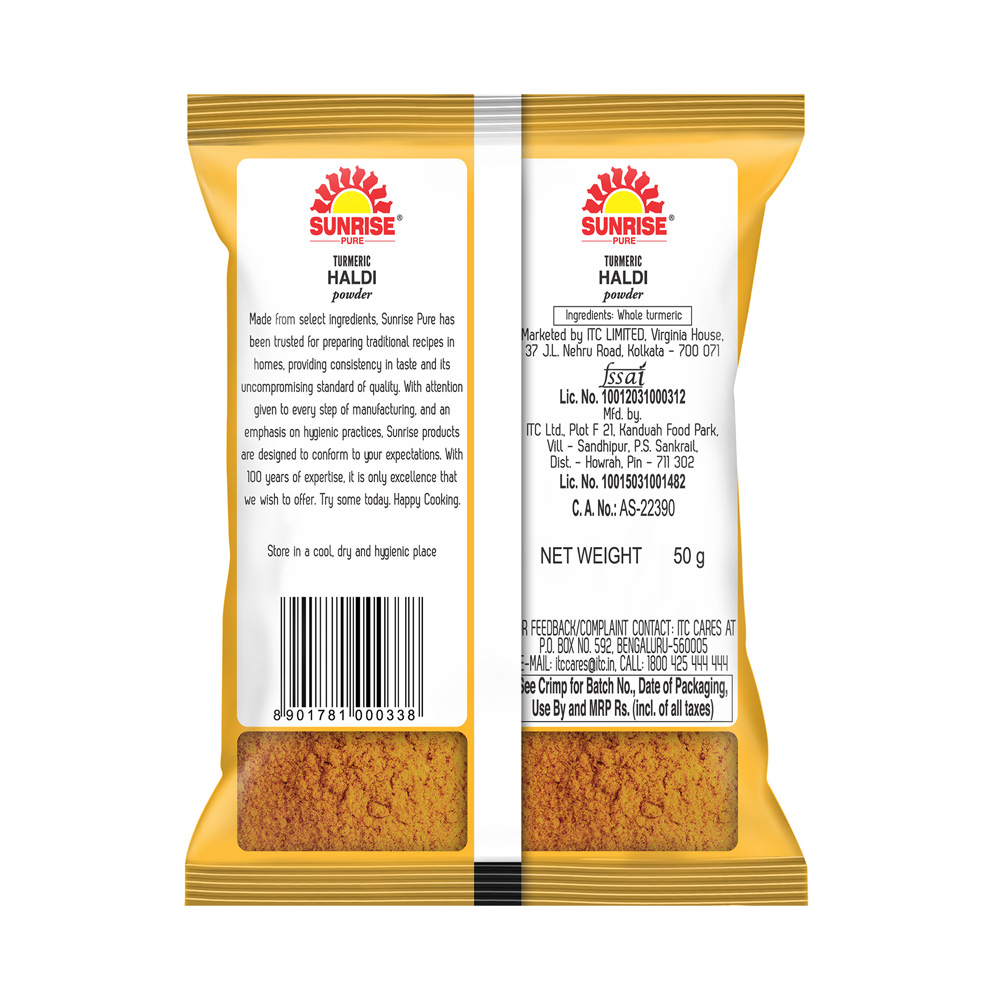 SUNRISE®
PURE
TURMERIC
HALDI
powder
Made from select ingredients, Sunrise Pure has
been trusted for preparing traditional recipes in
homes, providing consistency in taste and its
uncompromising standard of quality. With attention
given to every step of manufacturing, and an
emphasis on hygienic practices, Sunrise products
are designed to conform to your expectations. With
100 years of expertise, it is only excellence that
we wish to offer. Try some today. Happy Cooking.
Store in a cool, dry and hygienic place
8 901781 000338
SUNRISE®
PURE
TURMERIC
HALDI
powder
Ingredients: Whole turmeric
Marketed by ITC LIMITED, Virginia House,
37 J.L. Nehru Road, Kolkata - 700 071
fssai
Lic. No. 10012031000312
Mfd. by.
ITC Ltd., Plot F 21, Kanduah Food Park,
Vill - Sandhipur, P.S. Sankrail,
Dist. - Howrah, Pin - 711 302
Lic. No. 10015031001482
C. A. No.: AS-22390
NET WEIGHT 50 g
R FEEDBACK/COMPLAINT CONTACT: ITC CARES AT
P.O. BOX NO. 592, BENGALURU-560005
E-MAIL: itccares@itc.in, CALL: 1800 425 444 444
See Crimp for Batch No., Date of Packaging,
Use By and MRP Rs. (incl. of all taxes)